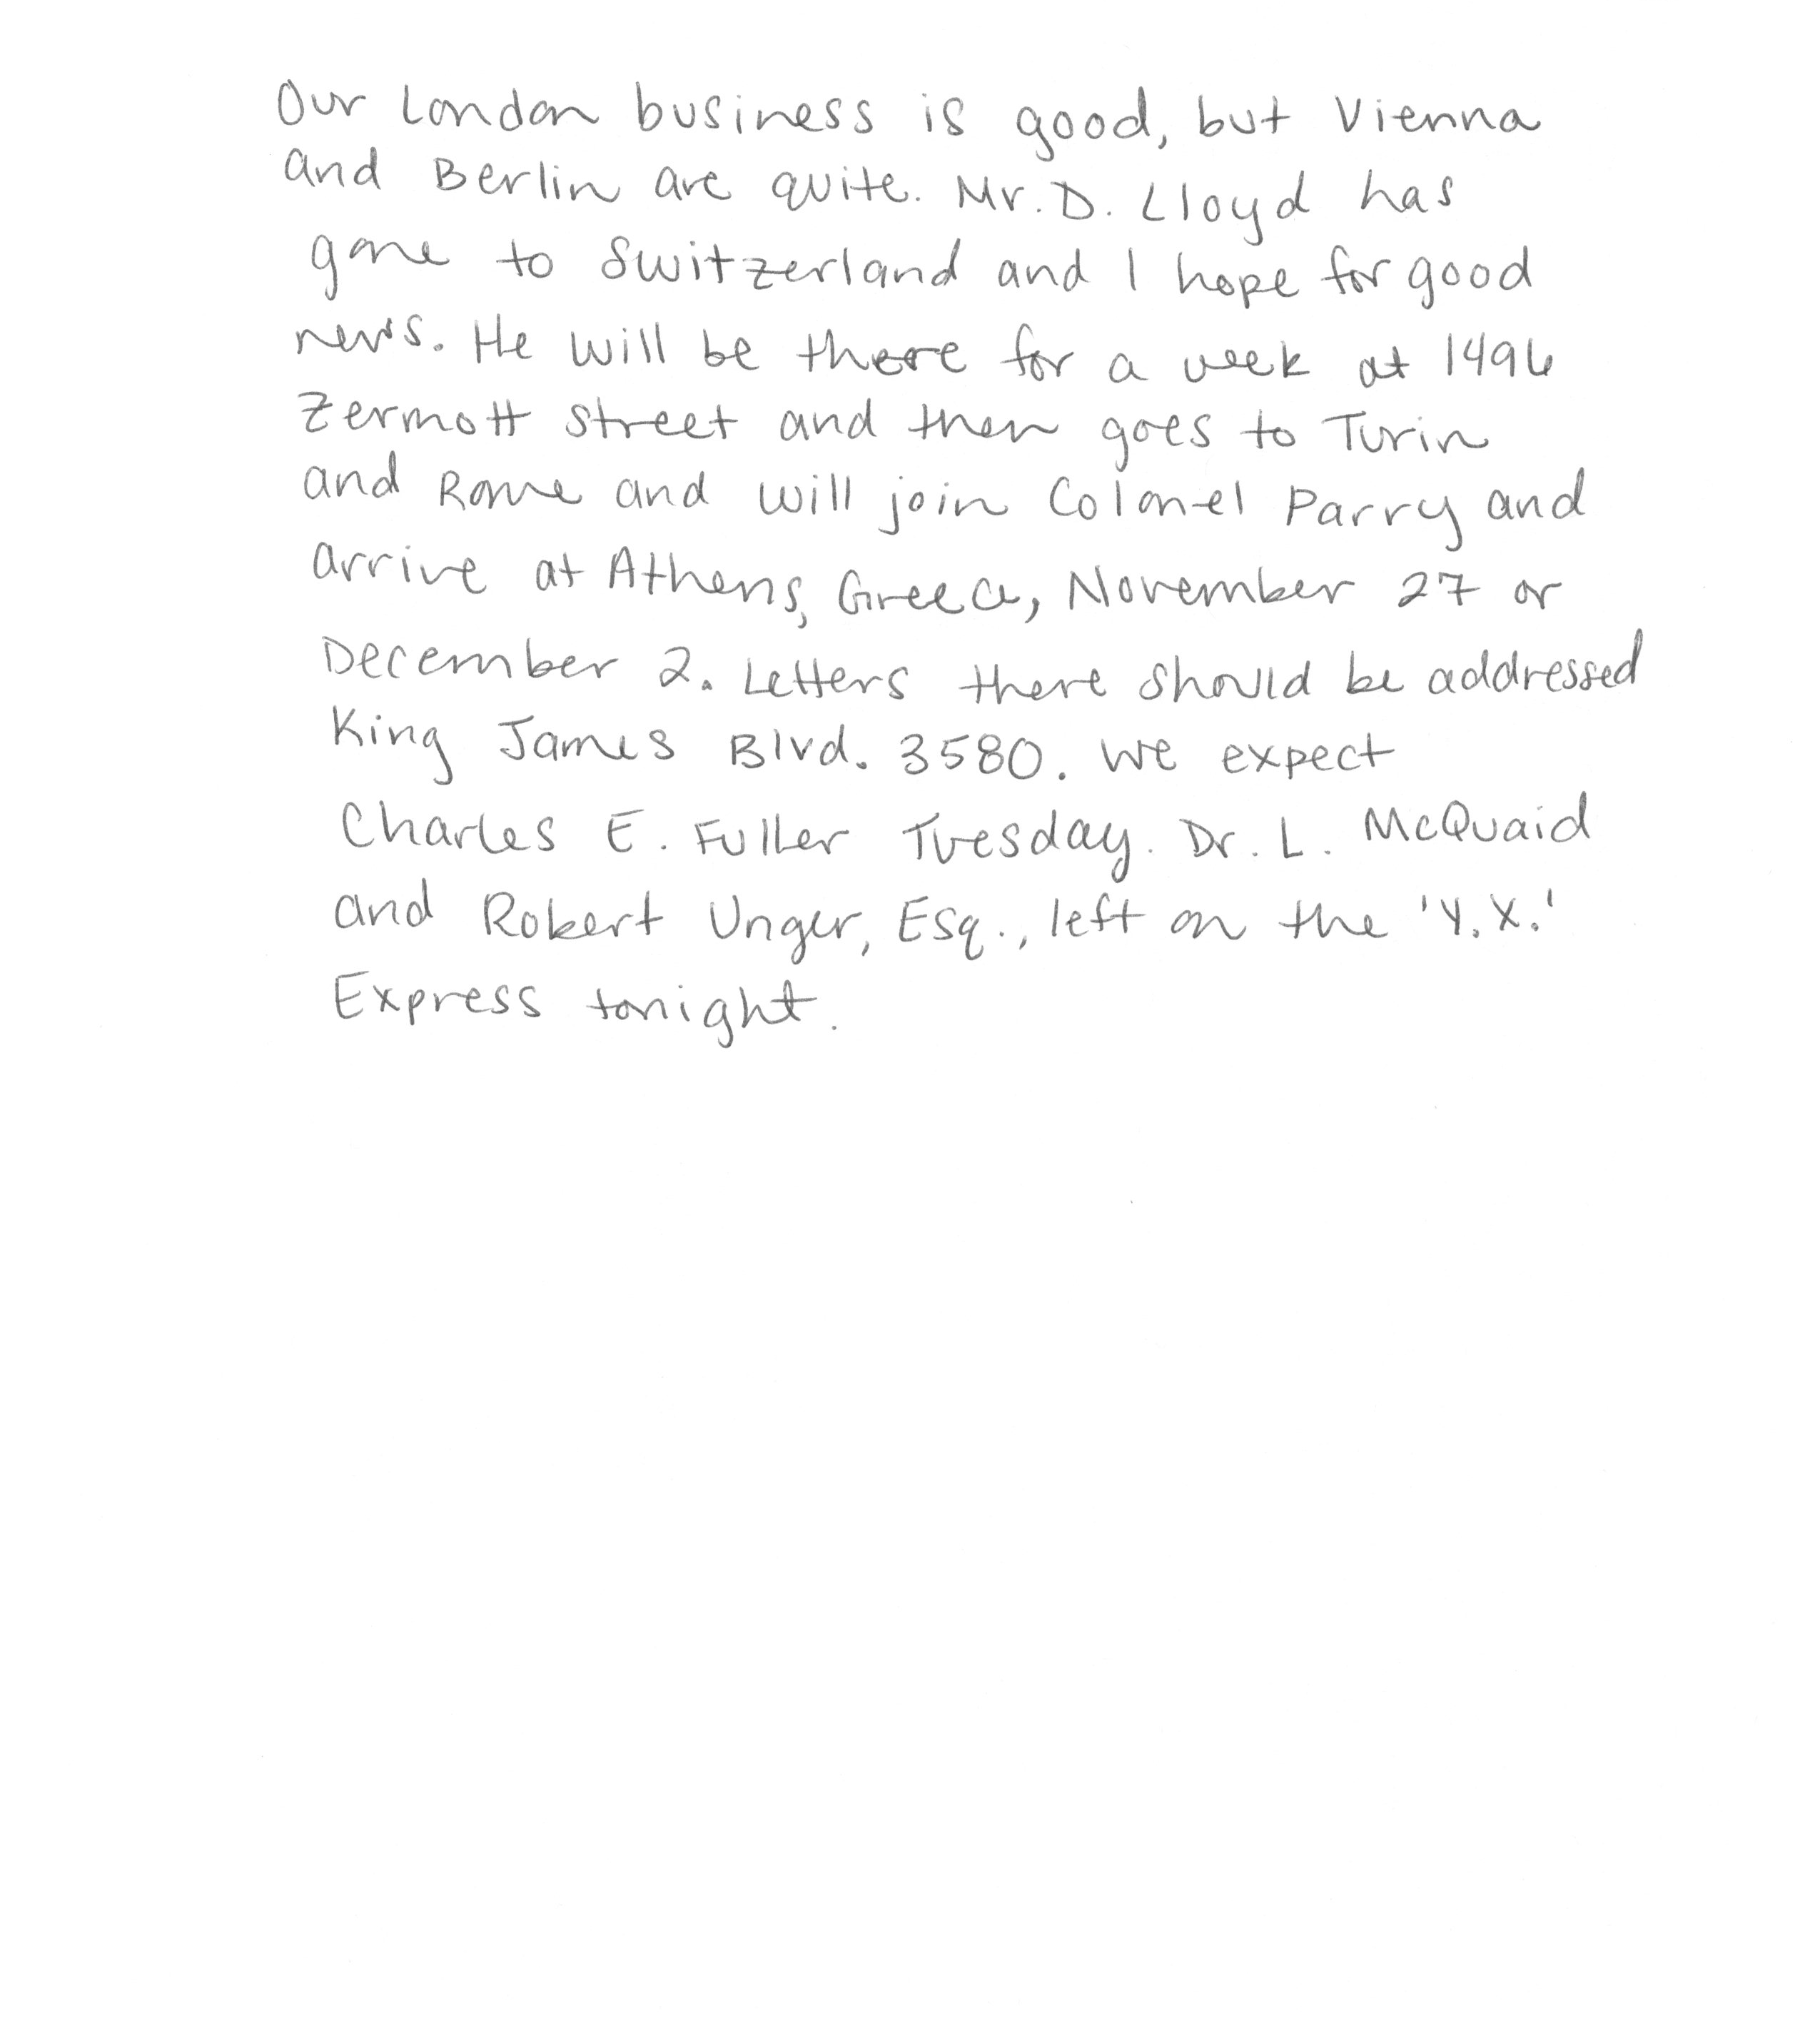 Our London business is good, but Vienna
and Berlin are quite. Mr. D. Lloyd has
gone to Switzerland and I hope for good
news. He will be there for a week at 1496
Zermott street and then goes to Turin
and Rome and will join Colonel Parry and
arrive at Athens, Greece, November 27 or
December 2. Letters there should be addressed
King James Blvd. 3580. We expect
Charles E. Fuller Tuesday. Dr. L. McQuaid
and Robert Unger, Esq., left on the 'Y.X.'
Express tonight.